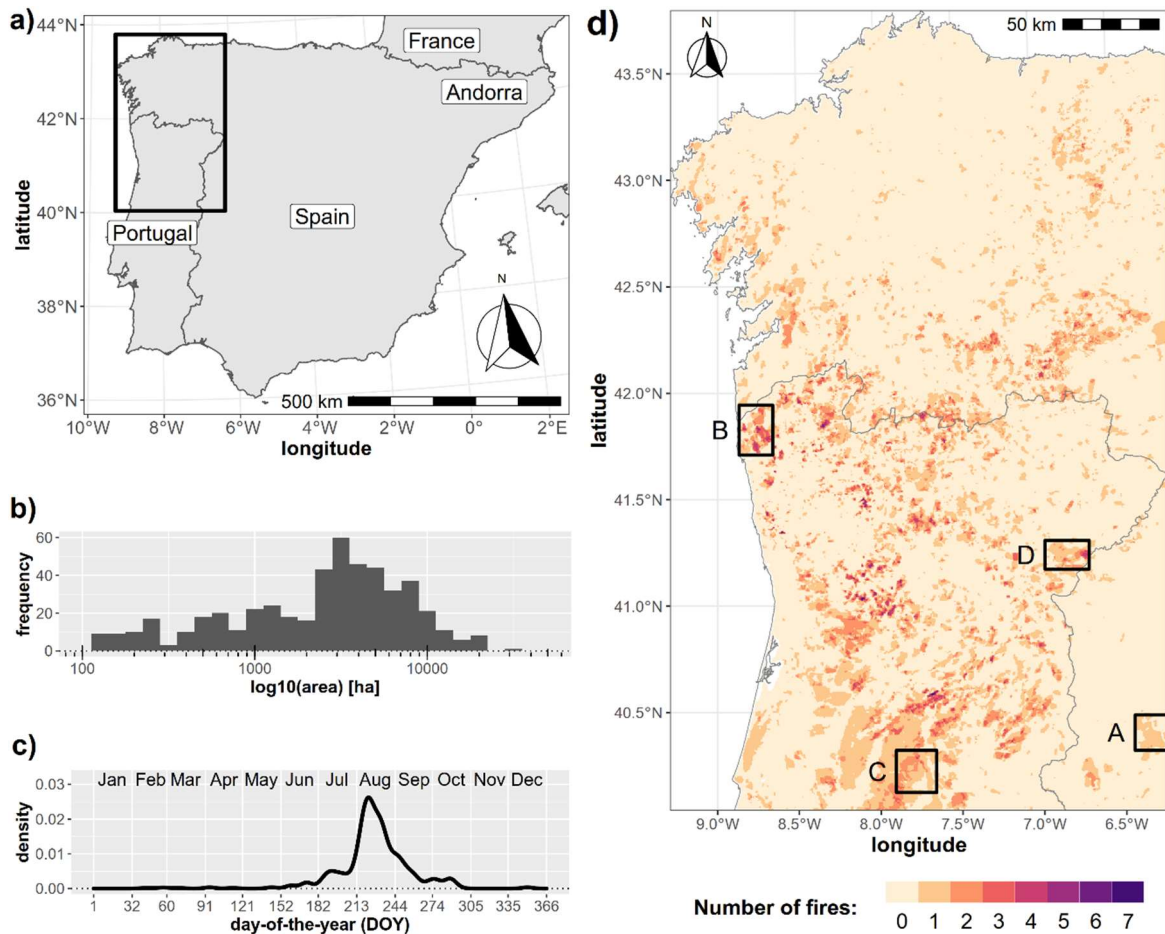 a)
44°N
42°N
40°N
38°N
36°N
latitude
France
Andorra
Spain
Portugal
N
500 km
10°W 8°W 6°W 4°W 2°W 0° 2°E
longitude
b)
60
40
20
0
frequency
100 1000 10000
log10(area) [ha]
c)
Jan Feb Mar Apr May Jun Jul Aug Sep Oct Nov Dec
0.03
0.02
0.01
0.00
density
1 32 60 91 121 152 182 213 244 274 305 335 366
day-of-the-year (DOY)
d)
N
50 km
43.5°N
43.0°N
42.5°N
42.0°N
41.5°N
41.0°N
40.5°N
latitude
B
D
A
C
9.0°W 8.5°W 8.0°W 7.5°W 7.0°W 6.5°W
longitude
Number of fires:
0 1 2 3 4 5 6 7